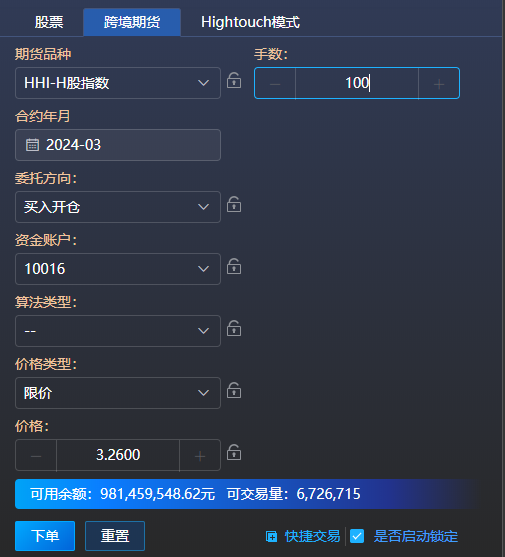 股票 跨境期货 Hightouch模式
期货品种 手数：
HHI-H股指数 100
合约年月
2024-03
委托方向：
买入开仓
资金账户：
10016
算法类型：
--
价格类型：
限价
价格：
3.2600
可用余额：981,459,548.62元 可交易量：6,726,715
下单 重置 快捷交易 是否启动锁定